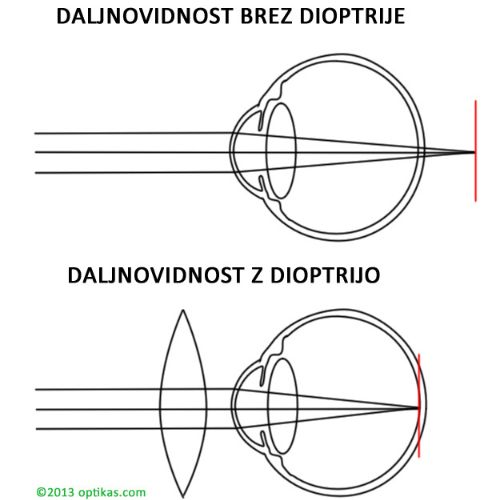 DALJNOVIDNOST BREZ DIOPTRIJE
DALJNOVIDNOST Z DIOPTRIJO
©2013 optikas.com